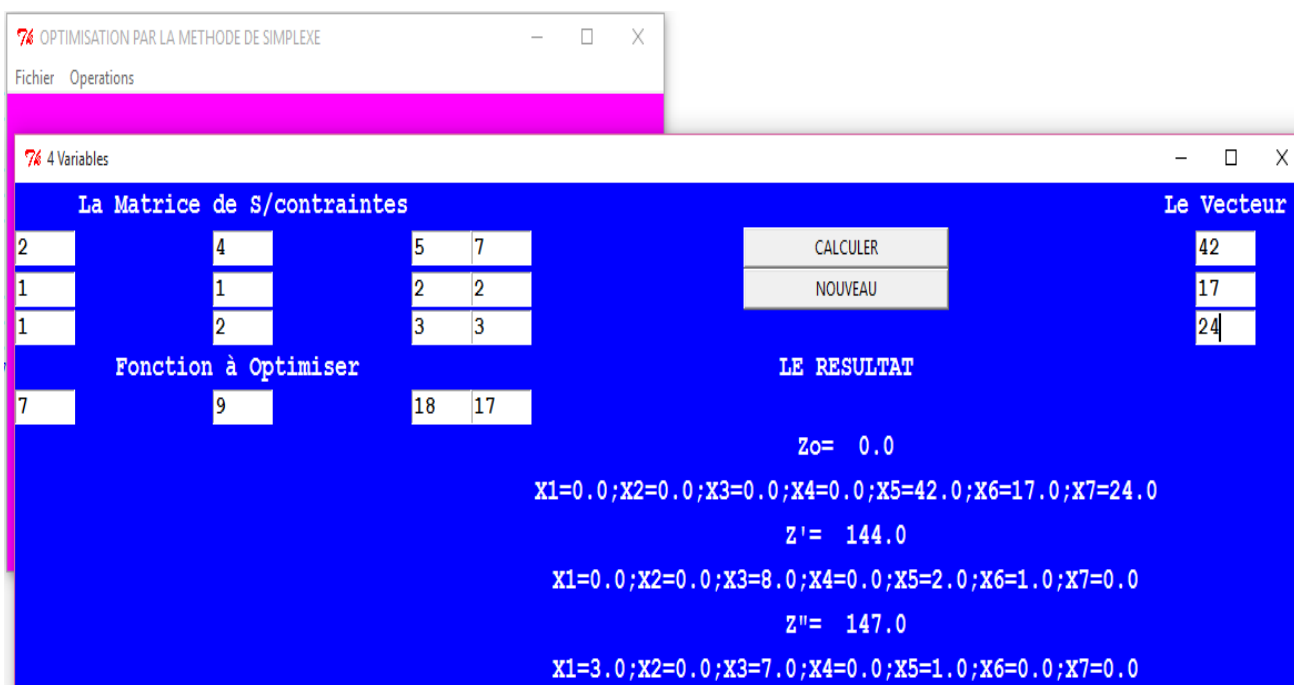 OPTIMISATION PAR LA METHODE DE SIMPLEXE
Fichier Operations
4 Variables
La Matrice de S/contraintes Le Vecteur
2 4 5 7 CALCULER 42
1 1 2 2 NOUVEAU 17
1 2 3 3 24
Fonction à Optimiser LE RESULTAT
7 9 18 17
Zo= 0.0
X1=0.0;X2=0.0;X3=0.0;X4=0.0;X5=42.0;X6=17.0;X7=24.0
Z'= 144.0
X1=0.0;X2=0.0;X3=8.0;X4=0.0;X5=2.0;X6=1.0;X7=0.0
Z"= 147.0
X1=3.0;X2=0.0;X3=7.0;X4=0.0;X5=1.0;X6=0.0;X7=0.0